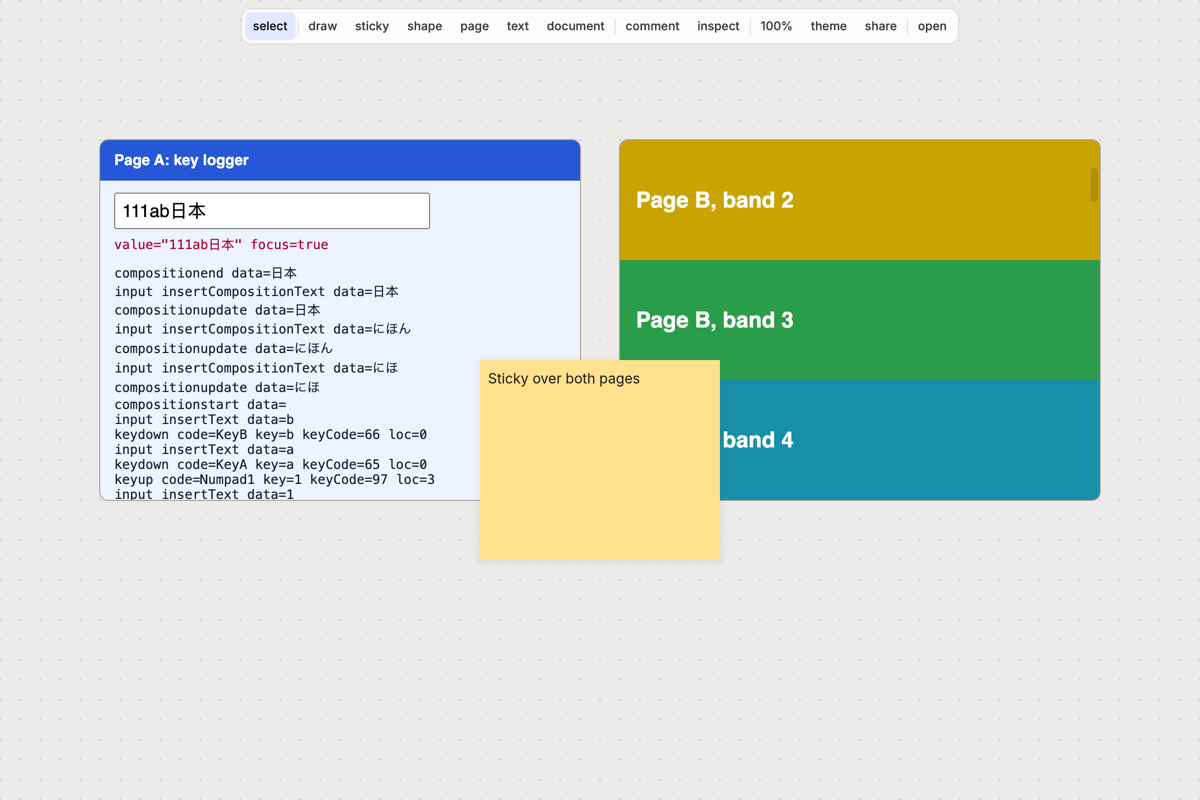 select draw sticky shape page text document comment inspect 100% theme share open
Page A: key logger
111ab日本
value="111ab日本" focus=true
compositionend data=日本
input insertCompositionText data=日本
compositionupdate data=日本
input insertCompositionText data=にほん
compositionupdate data=にほん
input insertCompositionText data=にほ
compositionupdate data=にほ
compositionstart data=
input insertText data=b
keydown code=KeyB key=b keyCode=66 loc=0
input insertText data=a
keydown code=KeyA key=a keyCode=65 loc=0
keyup code=Numpad1 key=1 keyCode=97 loc=3
input insertText data=1
Page B, band 2
Page B, band 3
band 4
Sticky over both pages